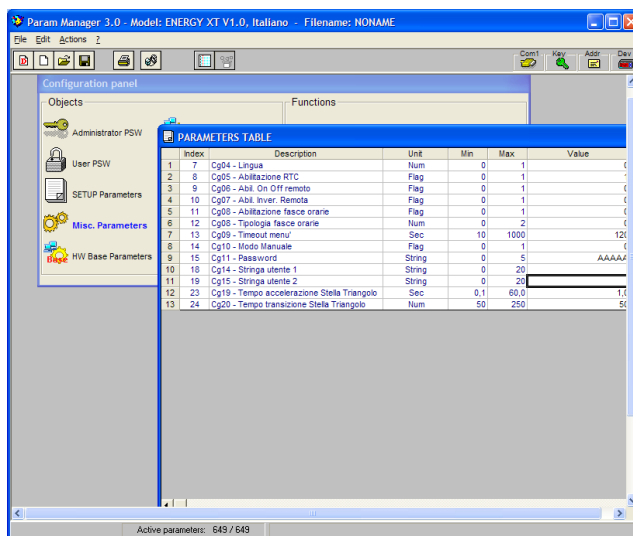 Param Manager 3.0 - Model: ENERGY XT V1.0, Italiano - Filename: NONAME
File Edit Actions ?
Com1 Key Addr Dev
Configuration panel
Objects Functions
Administrator PSW
User PSW
SETUP Parameters
Misc. Parameters
Base HW Base Parameters
PARAMETERS TABLE
Index Description Unit Min Max Value
1 7 Cg04 - Lingua Num 0 1 0
2 8 Cg05 - Abilitazione RTC Flag 0 1 1
3 9 Cg06 - Abil. On Off remoto Flag 0 1 0
4 10 Cg07 - Abil. Inver. Remota Flag 0 1 0
5 11 Cg08 - Abilitazione fasce orarie Flag 0 1 0
6 12 Cg08 - Tipologia fasce orarie Num 0 2 0
7 13 Cg09 - Timeout menu' Sec 10 1000 120
8 14 Cg10 - Modo Manuale Flag 0 1 0
9 15 Cg11 - Password String 0 5 AAAAA
10 18 Cg14 - Stringa utente 1 String 0 20
11 19 Cg15 - Stringa utente 2 String 0 20
12 23 Cg19 - Tempo accelerazione Stella Triangolo Sec 0,1 60,0 1,0
13 24 Cg20 - Tempo transizione Stella Triangolo Num 50 250 50
Active parameters: 649 / 649